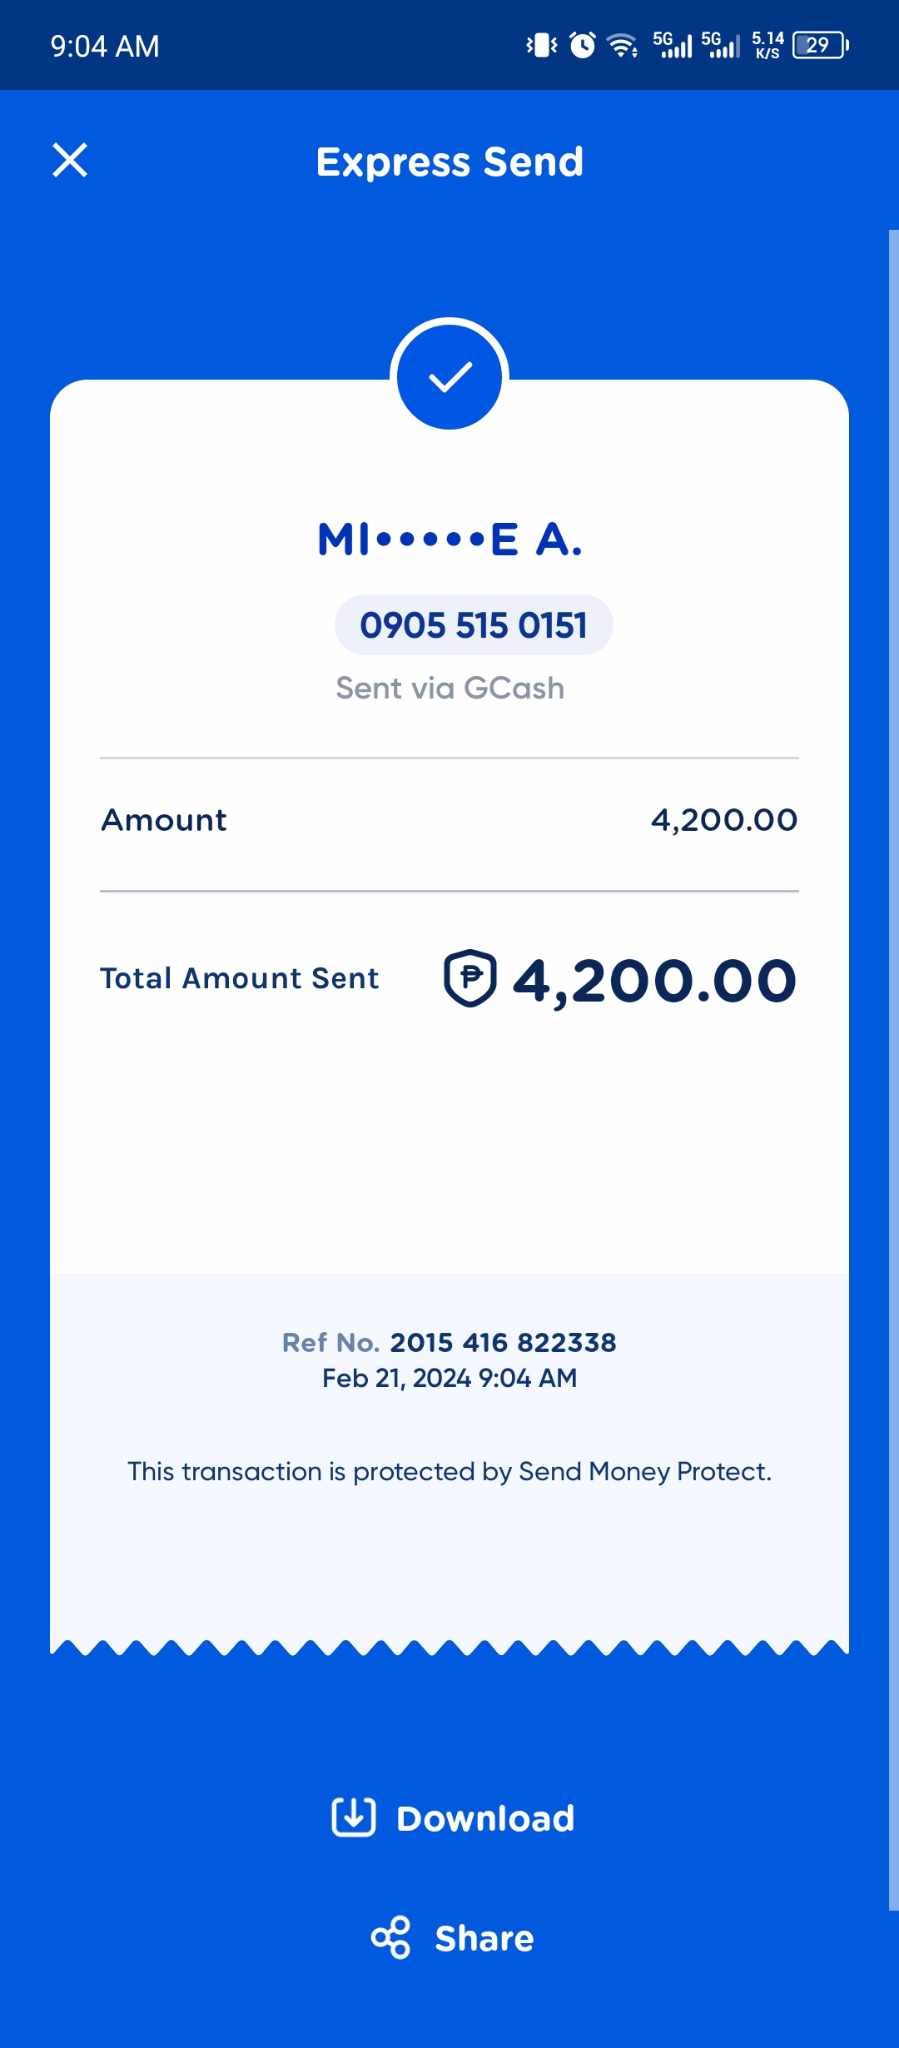 9:04 AM 5G 5G 5.14 K/S 29
Express Send
MI•••••E A.
0905 515 0151
Sent via GCash
Amount 4,200.00
Total Amount Sent ₱ 4,200.00
Ref No. 2015 416 822338
Feb 21, 2024 9:04 AM
This transaction is protected by Send Money Protect.
Download
Share